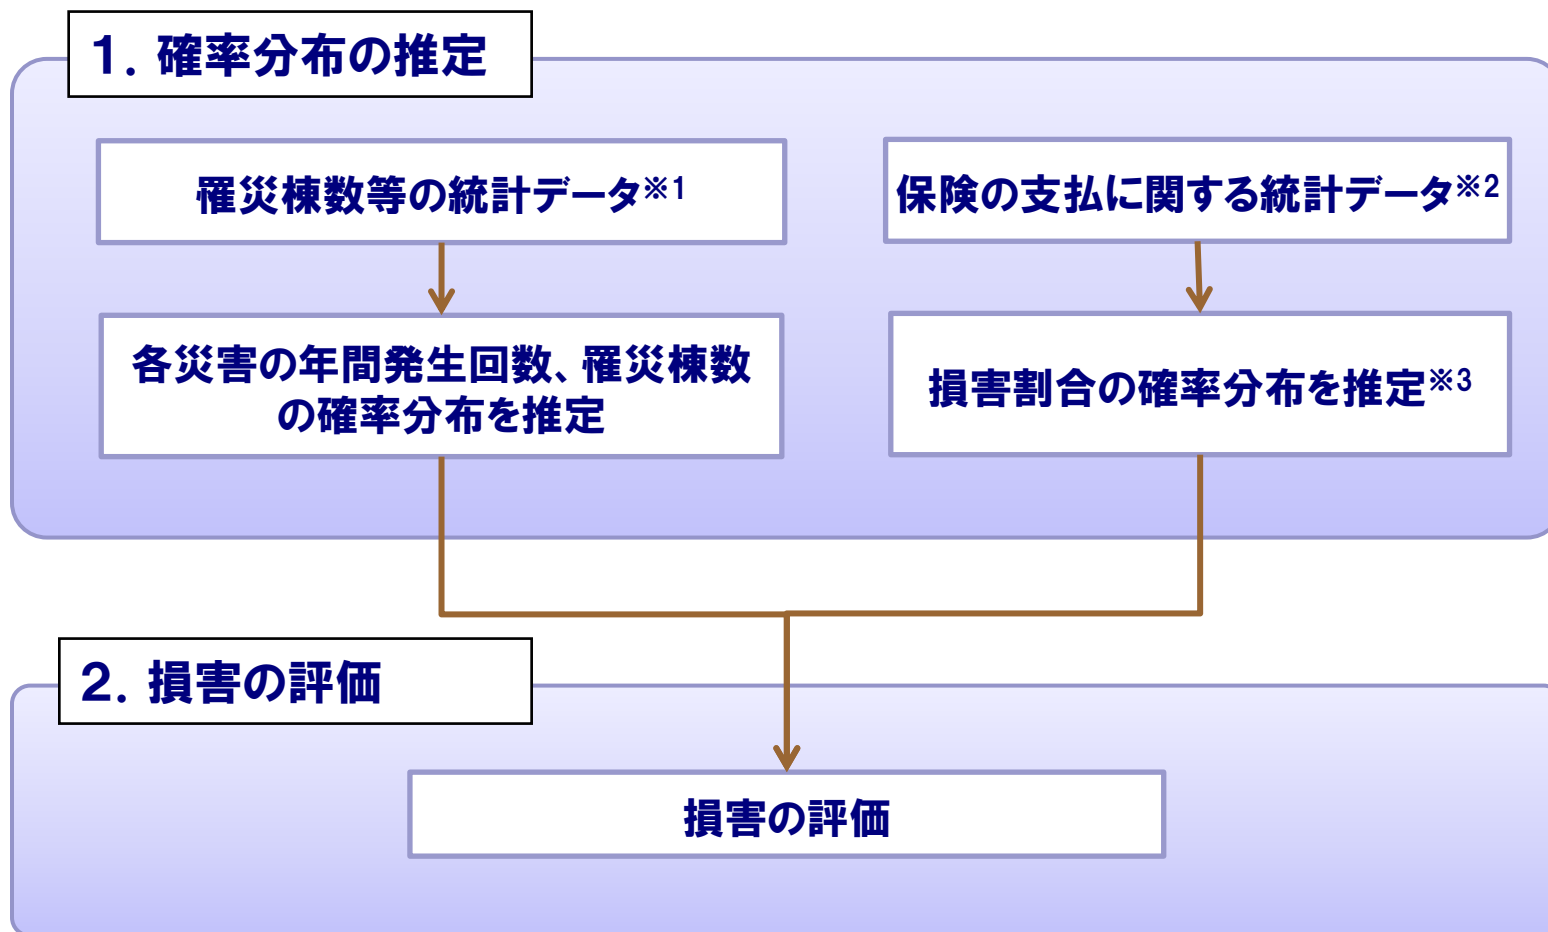 1. 確率分布の推定
罹災棟数等の統計データ※1
保険の支払に関する統計データ※2
各災害の年間発生回数、罹災棟数
の確率分布を推定
損害割合の確率分布を推定※3
2. 損害の評価
損害の評価